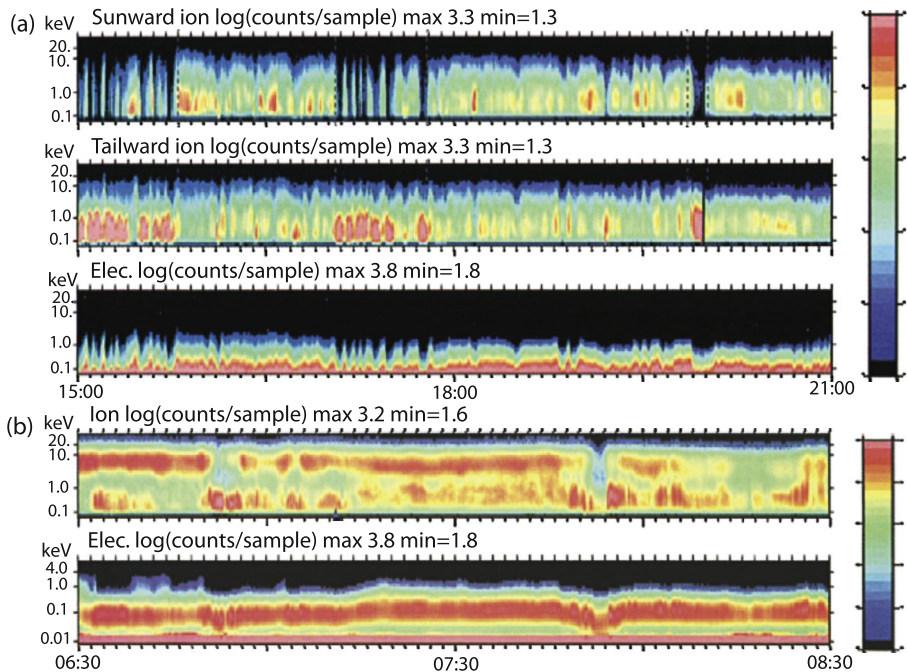 (a)
keV
Sunward ion log(counts/sample) max 3.3 min=1.3
20.
10.
1.0
0.1
keV
Tailward ion log(counts/sample) max 3.3 min=1.3
20.
10.
1.0
0.1
keV
Elec. log(counts/sample) max 3.8 min=1.8
20.
10.
1.0
0.1
15:00
18:00
21:00
(b)
keV
Ion log(counts/sample) max 3.2 min=1.6
20.
10.
1.0
0.1
keV
Elec. log(counts/sample) max 3.8 min=1.8
4.0
1.0
0.1
0.01
06:30
07:30
08:30